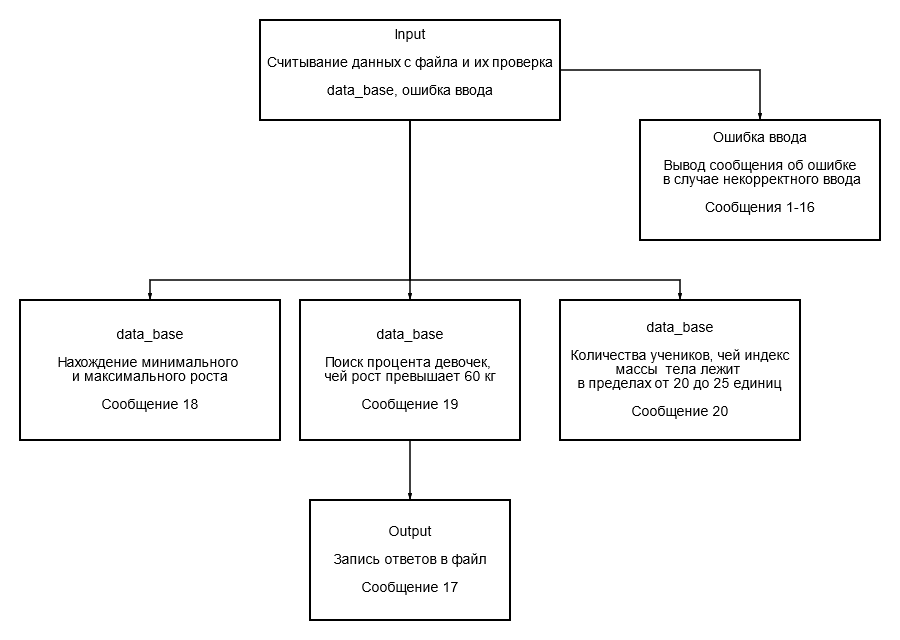 Input
Считывание данных с файла и их проверка
data_base, ошибка ввода
Ошибка ввода
Вывод сообщения об ошибке
в случае некорректного ввода
Сообщения 1-16
data_base
Нахождение минимального
и максимального роста
Сообщение 18
data_base
Поиск процента девочек,
чей рост превышает 60 кг
Сообщение 19
data_base
Количества учеников, чей индекс
массы тела лежит
в пределах от 20 до 25 единиц
Сообщение 20
Output
Запись ответов в файл
Сообщение 17